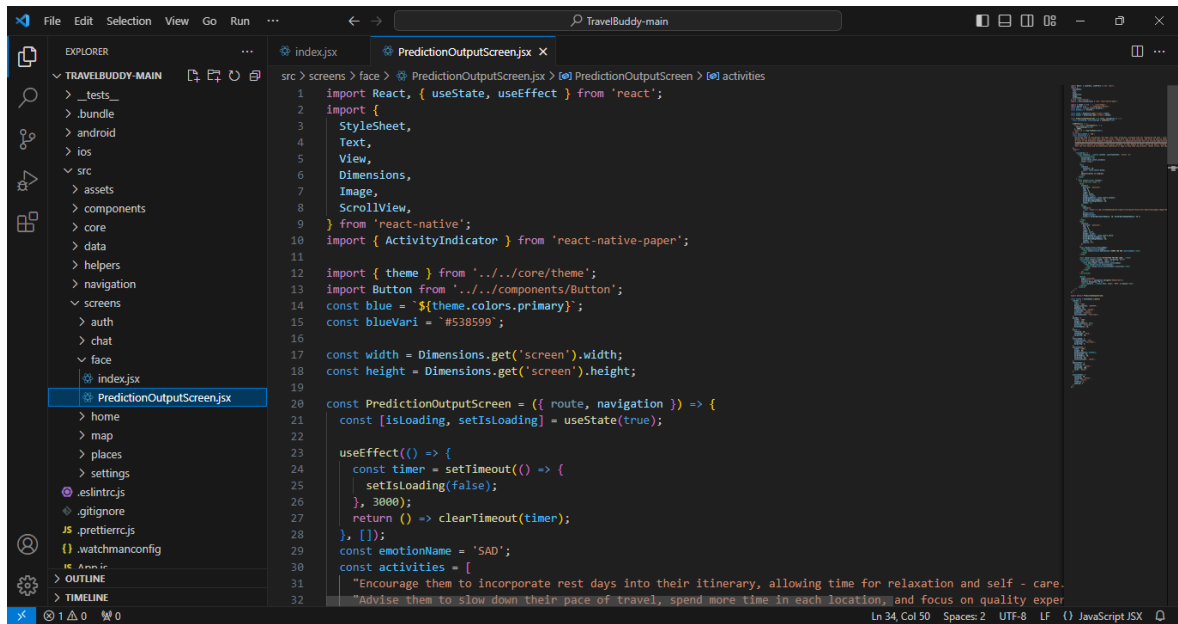 File Edit Selection View Go Run ··· ← → TravelBuddy-main
EXPLORER ···
TRAVELBUDDY-MAIN
> __tests__
> .bundle
> android
> ios
src
> assets
> components
> core
> data
> helpers
> navigation
screens
> auth
> chat
face
index.jsx
PredictionOutputScreen.jsx
> home
> map
> places
> settings
.eslintrc.js
.gitignore
JS .prettierrc.js
{} .watchmanconfig
JS App.js
> OUTLINE
> TIMELINE
index.jsx PredictionOutputScreen.jsx ×
src > screens > face > PredictionOutputScreen.jsx > PredictionOutputScreen > activities
1 import React, { useState, useEffect } from 'react';
2 import {
3 StyleSheet,
4 Text,
5 View,
6 Dimensions,
7 Image,
8 ScrollView,
9 } from 'react-native';
10 import { ActivityIndicator } from 'react-native-paper';
11
12 import { theme } from '../../core/theme';
13 import Button from '../../components/Button';
14 const blue = `${theme.colors.primary}`;
15 const blueVari = `#538599`;
16
17 const width = Dimensions.get('screen').width;
18 const height = Dimensions.get('screen').height;
19
20 const PredictionOutputScreen = ({ route, navigation }) => {
21 const [isLoading, setIsLoading] = useState(true);
22
23 useEffect(() => {
24 const timer = setTimeout(() => {
25 setIsLoading(false);
26 }, 3000);
27 return () => clearTimeout(timer);
28 }, []);
29 const emotionName = 'SAD';
30 const activities = [
31 "Encourage them to incorporate rest days into their itinerary, allowing time for relaxation and self - care.
32 "Advise them to slow down their pace of travel, spend more time in each location, and focus on quality exper
1 0 0 Ln 34, Col 50 Spaces: 2 UTF-8 LF {} JavaScript JSX